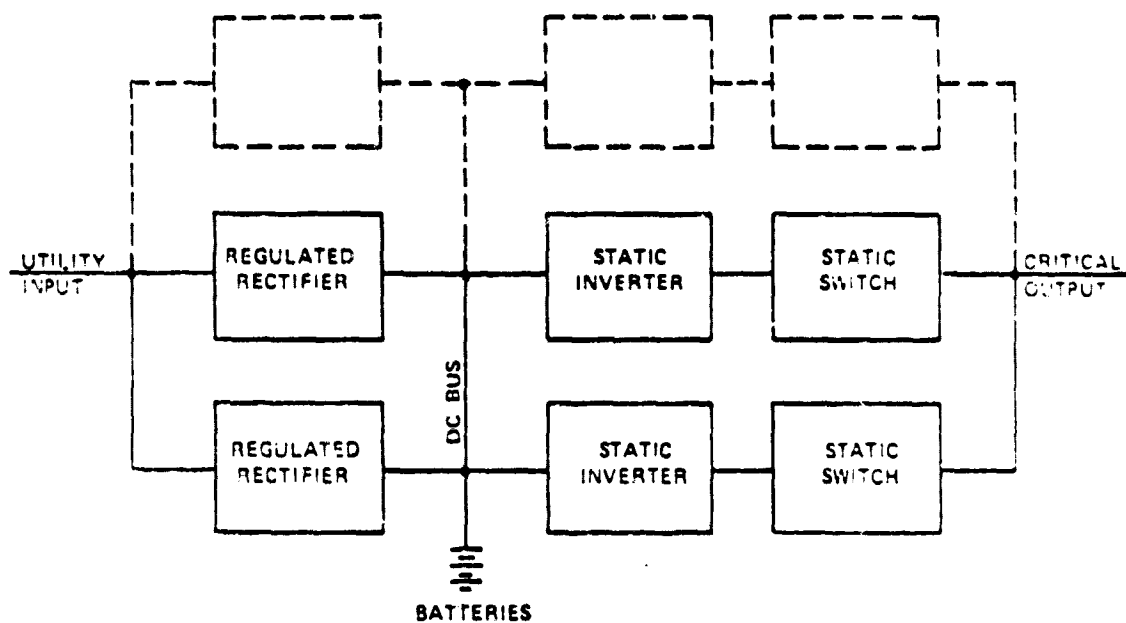 UTILITY
INPUT
REGULATED
RECTIFIER
STATIC
INVERTER
STATIC
SWITCH
CRITICAL
OUTPUT
DC BUS
REGULATED
RECTIFIER
STATIC
INVERTER
STATIC
SWITCH
BATTERIES